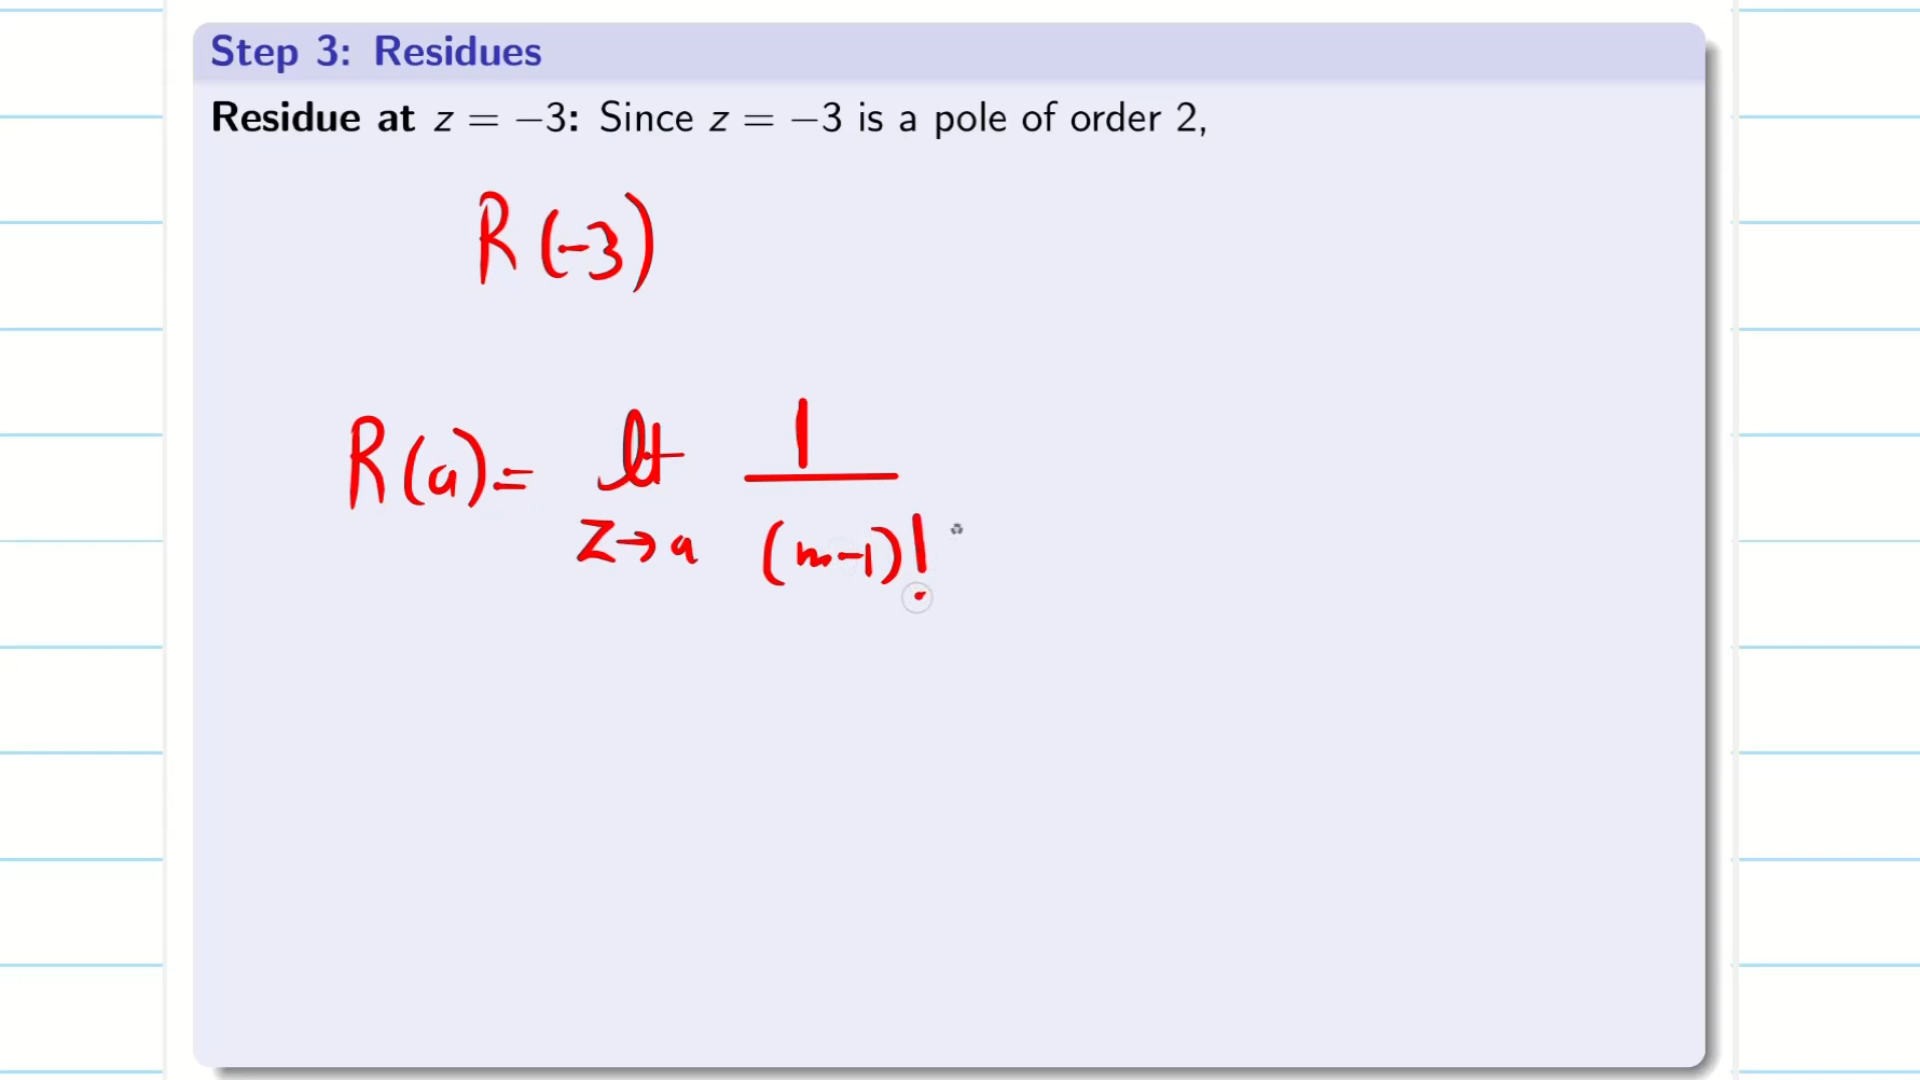 Step 3: Residues
Residue at z = −3: Since z = −3 is a pole of order 2,
R (-3)
R (a) = lt 1
z → a (m-1)!